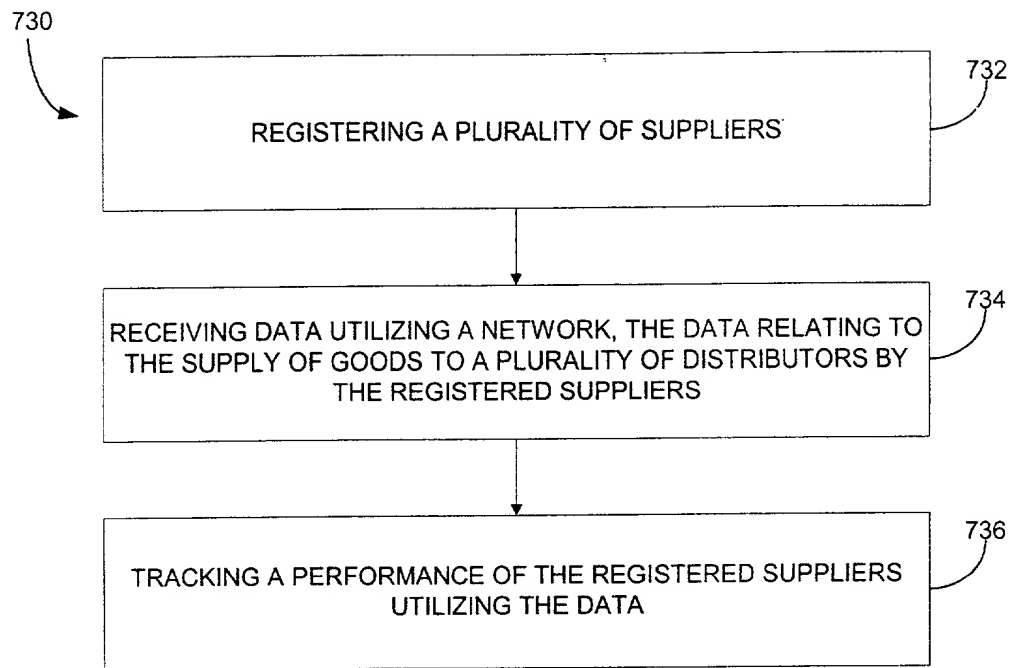 730
732
REGISTERING A PLURALITY OF SUPPLIERS
734
RECEIVING DATA UTILIZING A NETWORK, THE DATA RELATING TO
THE SUPPLY OF GOODS TO A PLURALITY OF DISTRIBUTORS BY
THE REGISTERED SUPPLIERS
736
TRACKING A PERFORMANCE OF THE REGISTERED SUPPLIERS
UTILIZING THE DATA